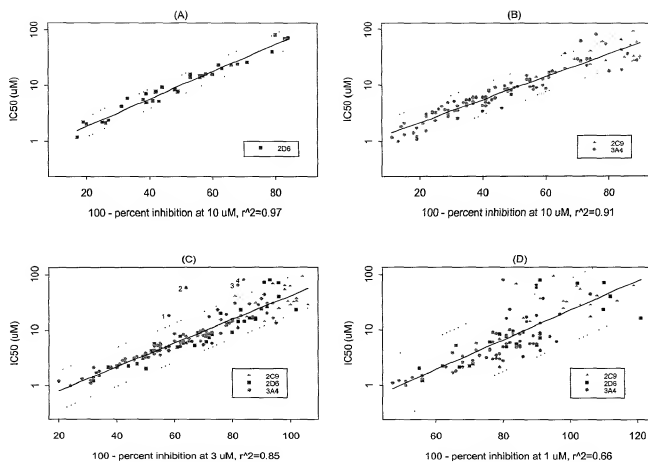 (A)
IC50 (uM)
100
10
1
2D6
20 40 60 80
100 - percent inhibition at 10 uM, r^2=0.97
(B)
IC50 (uM)
100
10
1
2C9
3A4
20 40 60 80
100 - percent inhibition at 10 uM, r^2=0.91
(C)
IC50 (uM)
100
10
1
1
2
3
4
2C9
2D6
3A4
20 40 60 80 100
100 - percent inhibition at 3 uM, r^2=0.85
(D)
IC50 (uM)
100
10
1
2C9
2D6
3A4
60 80 100 120
100 - percent inhibition at 1 uM, r^2=0.66